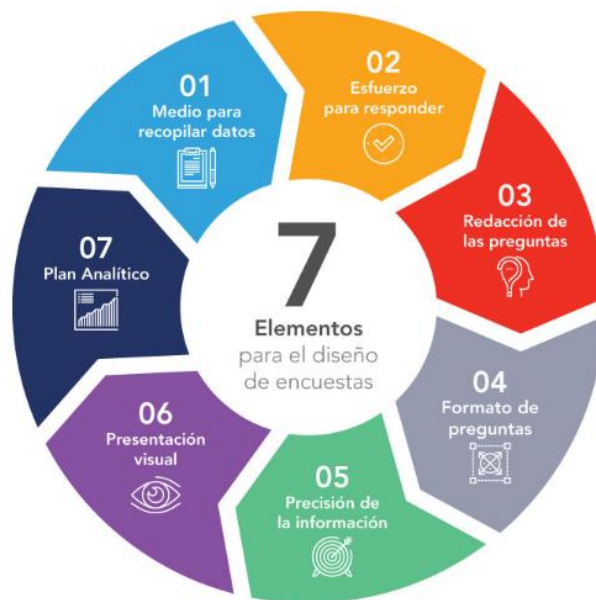 01
Medio para
recopilar datos
02
Esfuerzo
para responder
03
Redacción de
las preguntas
04
Formato de
preguntas
05
Precisión de
la información
06
Presentación
visual
07
Plan Analítico
7
Elementos
para el diseño
de encuestas